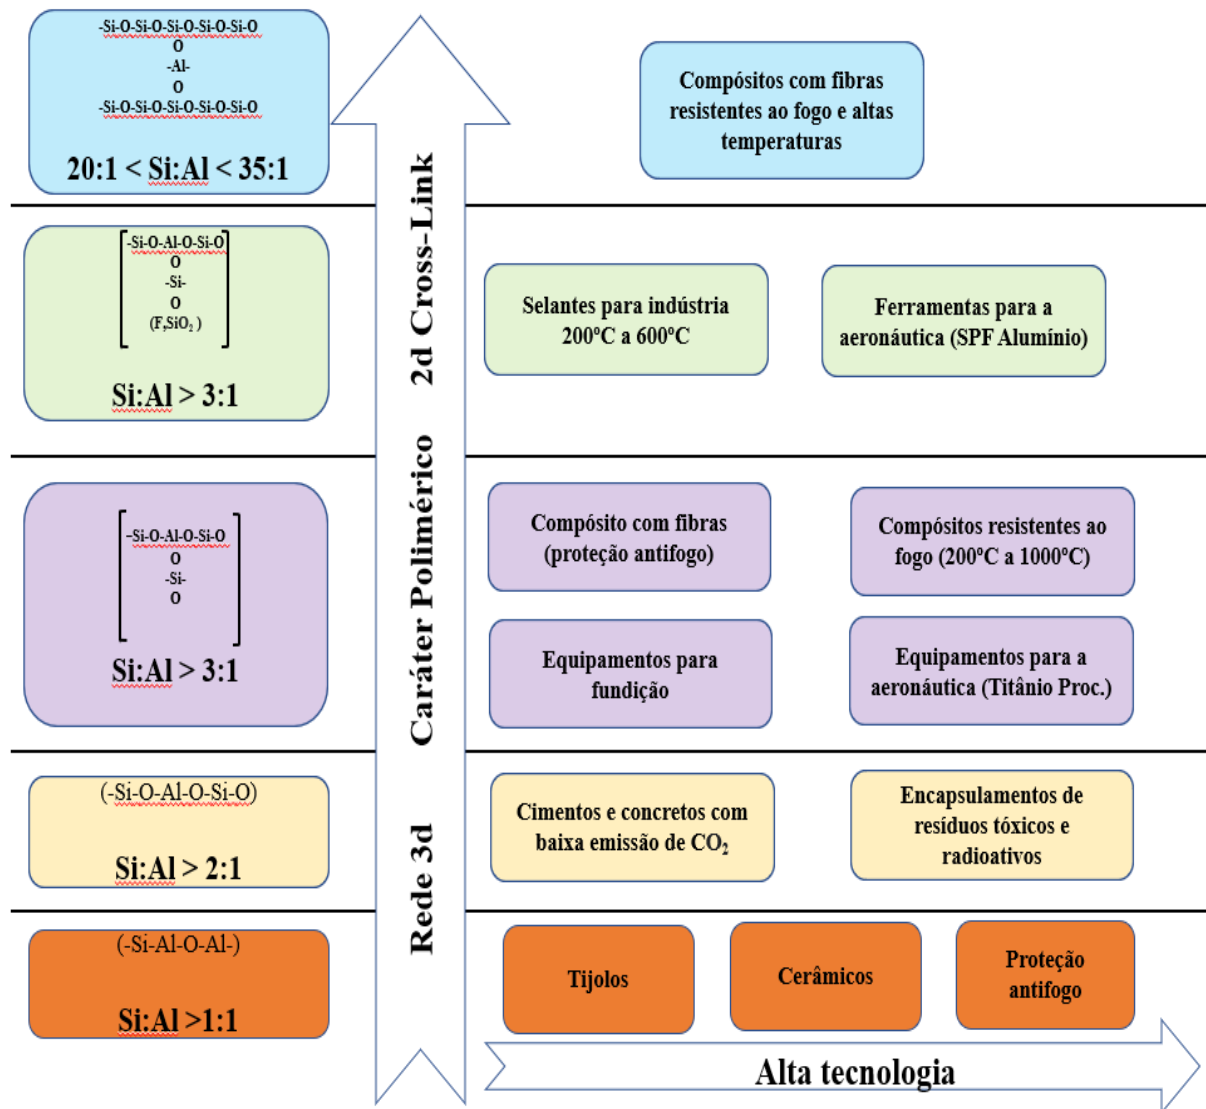 -Si-O-Si-O-Si-O-Si-O-Si-O
O
-Al-
O
-Si-O-Si-O-Si-O-Si-O-Si-O
20:1 < Si:Al < 35:1
Compósitos com fibras
resistentes ao fogo e altas
temperaturas
-Si-O-Al-O-Si-O
O
-Si-
O
(F,SiO₂ )
Si:Al > 3:1
Selantes para indústria
200ºC a 600ºC
Ferramentas para a
aeronáutica (SPF Alumínio)
-Si-O-Al-O-Si-O
O
-Si-
O
Si:Al > 3:1
Compósito com fibras
(proteção antifogo)
Compósitos resistentes ao
fogo (200ºC a 1000ºC)
Equipamentos para
fundição
Equipamentos para a
aeronáutica (Titânio Proc.)
(-Si-O-Al-O-Si-O)
Si:Al > 2:1
Cimentos e concretos com
baixa emissão de CO₂
Encapsulamentos de
resíduos tóxicos e
radioativos
(-Si-Al-O-Al-)
Si:Al >1:1
Tijolos
Cerâmicos
Proteção
antifogo
Rede 3d Caráter Polimérico 2d Cross-Link
Alta tecnologia